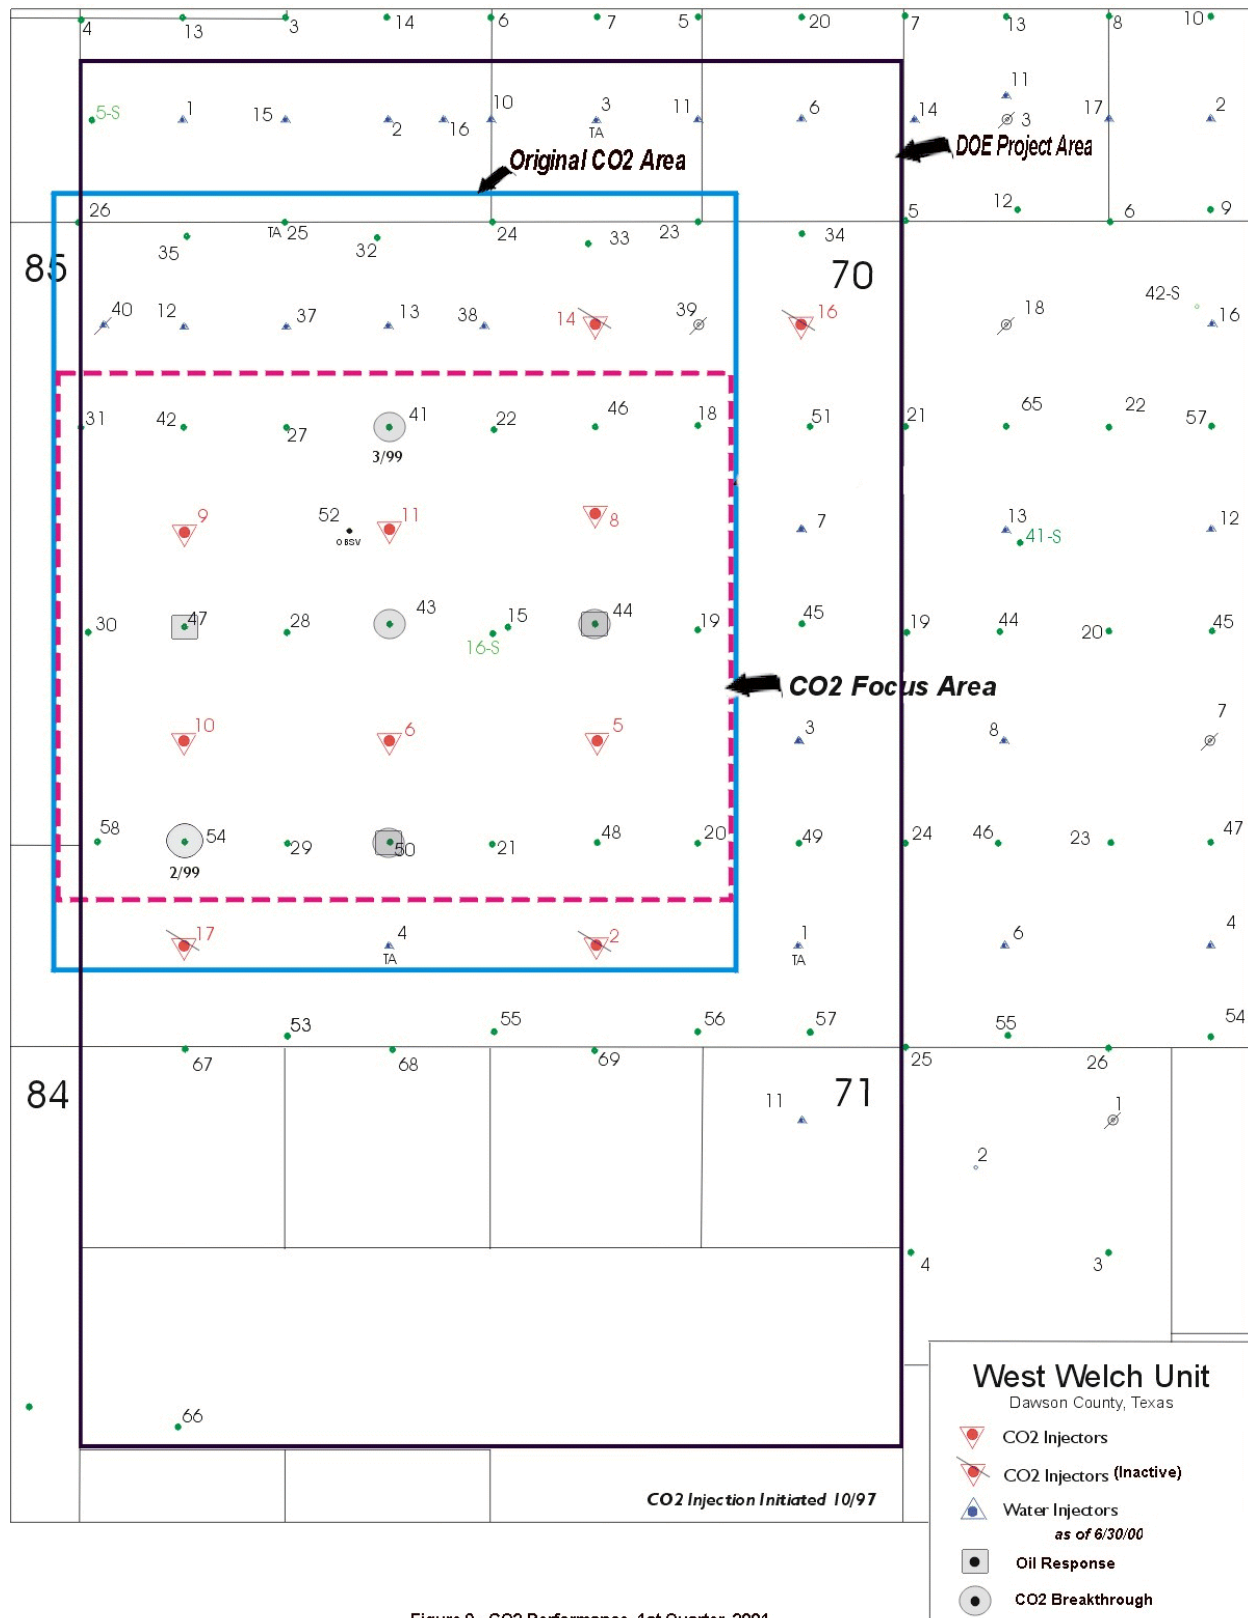 4 13 3 14 6 7 5 20 7 13 8 10
11
5-S 1 15 2 16 10 3 11 6 14 3 17 2
TA
Original CO2 Area
DOE Project Area
26 TA 25 24 23 5 12 6 9
35 32 33 34
85 70
42-S
40 12 37 13 38 14 39 16 18 16
31 42 27 41 22 46 18 51 21 65 22 57
3/99
9 52 11 8 7 13 12
OBSV
41-S
30 47 28 43 15 44 19 45 19 44 20 45
16-S
CO2 Focus Area
10 6 5 3 8 7
58 54 29 50 21 48 20 49 24 46 23 47
2/99
17 4 2 1 6 4
TA TA
53 55 56 57 55 54
67 68 69 25 26
84 71
11 1
2
4 3
66
CO2 Injection Initiated 10/97
West Welch Unit
Dawson County, Texas
CO2 Injectors
CO2 Injectors (Inactive)
Water Injectors
as of 6/30/00
Oil Response
CO2 Breakthrough